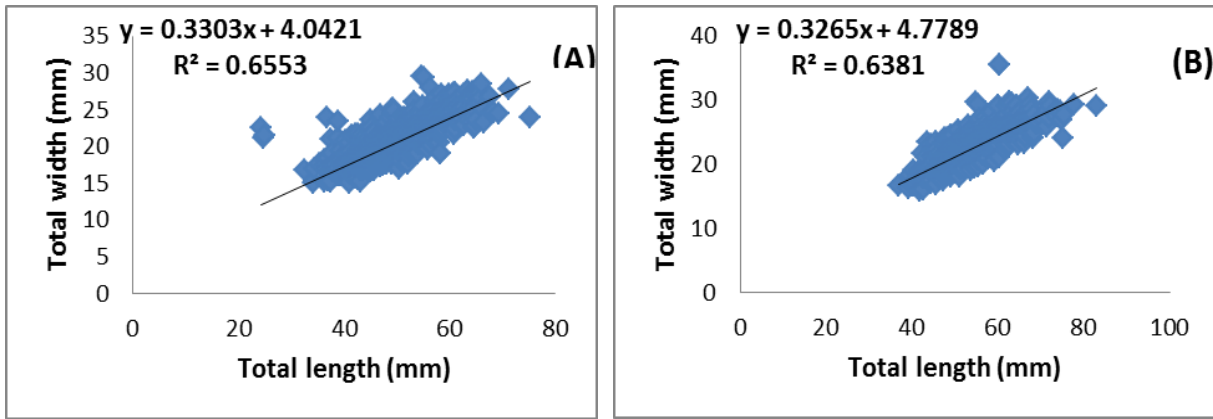 y = 0.3303x + 4.0421
R² = 0.6553
(A)
Total width (mm)
35
30
25
20
15
10
5
0
0 20 40 60 80
Total length (mm)
y = 0.3265x + 4.7789
R² = 0.6381
(B)
Total width (mm)
40
30
20
10
0
0 20 40 60 80 100
Total length (mm)